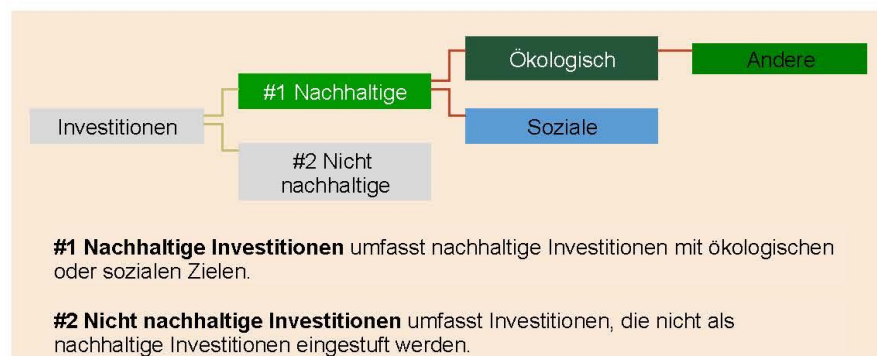 Ökologisch
Andere
#1 Nachhaltige
Investitionen
Soziale
#2 Nicht
nachhaltige
#1 Nachhaltige Investitionen umfasst nachhaltige Investitionen mit ökologischen
oder sozialen Zielen.
#2 Nicht nachhaltige Investitionen umfasst Investitionen, die nicht als
nachhaltige Investitionen eingestuft werden.